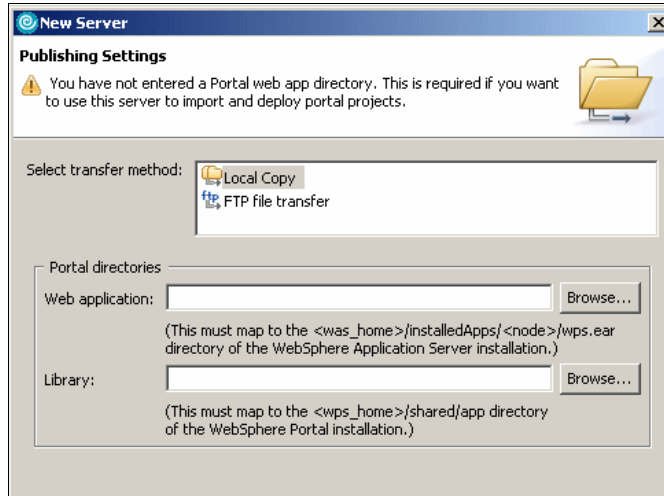 New Server
Publishing Settings
You have not entered a Portal web app directory. This is required if you want
to use this server to import and deploy portal projects.
Select transfer method:
Local Copy
ftp FTP file transfer
Portal directories
Web application:
Browse...
(This must map to the <was_home>/installedApps/<node>/wps.ear
directory of the WebSphere Application Server installation.)
Library:
Browse...
(This must map to the <wps_home>/shared/app directory
of the WebSphere Portal installation.)